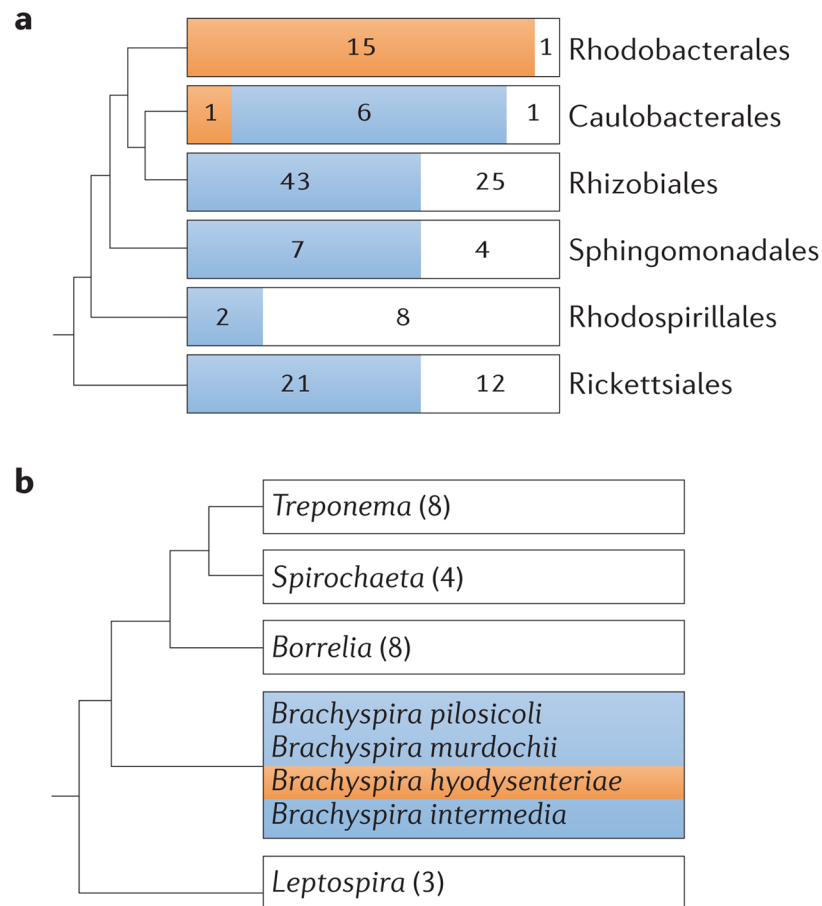 a
15 1 Rhodobacterales
1 6 1 Caulobacterales
43 25 Rhizobiales
7 4 Sphingomonadales
2 8 Rhodospirillales
21 12 Rickettsiales
b
Treponema (8)
Spirochaeta (4)
Borrelia (8)
Brachyspira pilosicoli
Brachyspira murdochii
Brachyspira hyodysenteriae
Brachyspira intermedia
Leptospira (3)